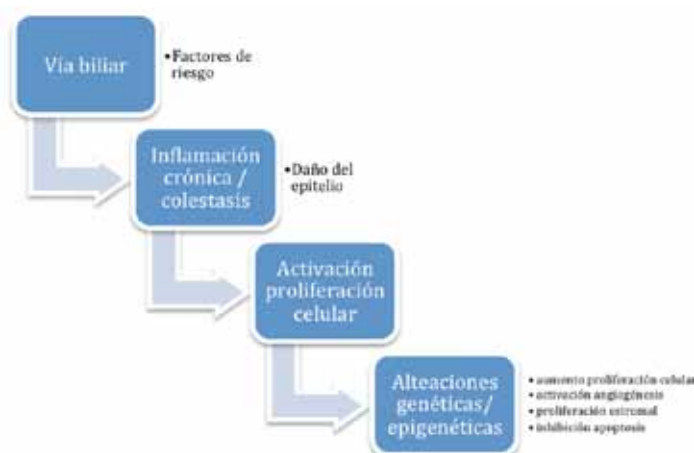 Vía biliar
•Factores de
riesgo
Inflamación
crónica /
colestasis
•Daño del
epitelio
Activación
proliferación
celular
Alteaciones
genéticas/
epigenéticas
• aumento proliferación celular
• activación angiogénesis
• proliferación estromal
• inhibición apoptosis